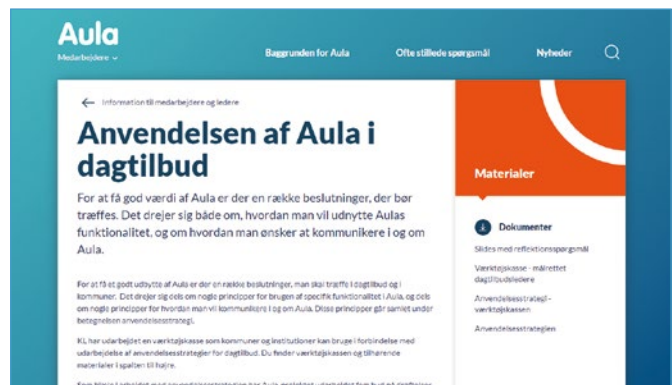 Aula
Medarbejdere
Baggrunden for Aula
Ofte stillede spørgsmål
Nyheder
Information til medarbejdere og ledere
Anvendelsen af Aula i
dagtilbud
For at få god værdi af Aula er der en række beslutninger, der bør
træffes. Det drejer sig både om, hvordan man vil udnytte Aulas
funktionalitet, og om hvordan man ønsker at kommunikere i og om
Aula.
For at få et godt udbytte af Aula er der en række beslutninger, man skal træffe i dagtilbud og i
kommuner. Det drejer sig dels om nogle principper for brugen af specifik funktionalitet i Aula, og dels
om nogle principper for hvordan man vil kommunikere i og om Aula. Disse principper går samlet under
betegnelsen anvendelsesstrategi.
KL har udarbejdet en værktøjskasse som kommuner og institutioner kan bruge i forbindelse med
udarbejdelse af anvendelsesstrategier for dagtilbud. Du finder værktøjskassen og tilhørende
materialer i spalten til højre.
Materialer
Dokumenter
Slides med refleksionsspørgsmål
Værktøjskasse - målrettet
dagtilbudsledere
Anvendelsesstrategi -
værktøjskassen
Anvendelsesstrategien